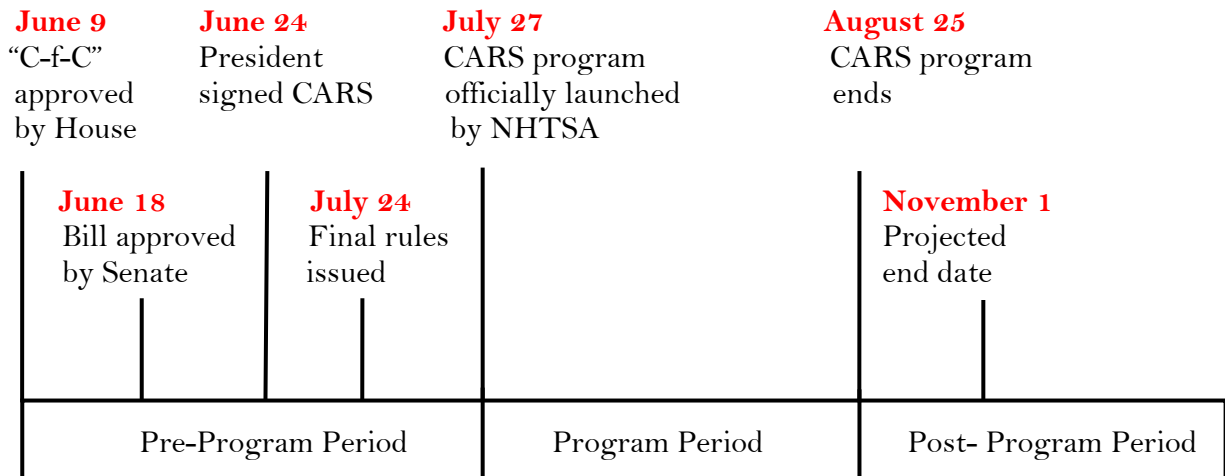 June 9
“C-f-C”
approved
by House
June 24
President
signed CARS
July 27
CARS program
officially launched
by NHTSA
August 25
CARS program
ends
June 18
Bill approved
by Senate
July 24
Final rules
issued
November 1
Projected
end date
Pre-Program Period
Program Period
Post- Program Period